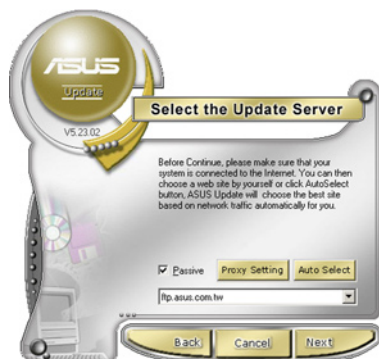 ASUS
Update
V5.23.02
Select the Update Server
Before Continue, please make sure that your
system is connected to the Internet. You can then
choose a web site by yourself or click AutoSelect
button, ASUS Update will choose the best site
based on network traffic automatically for you.
Passive
Proxy Setting
Auto Select
ftp.asus.com.tw
Back
Cancel
Next